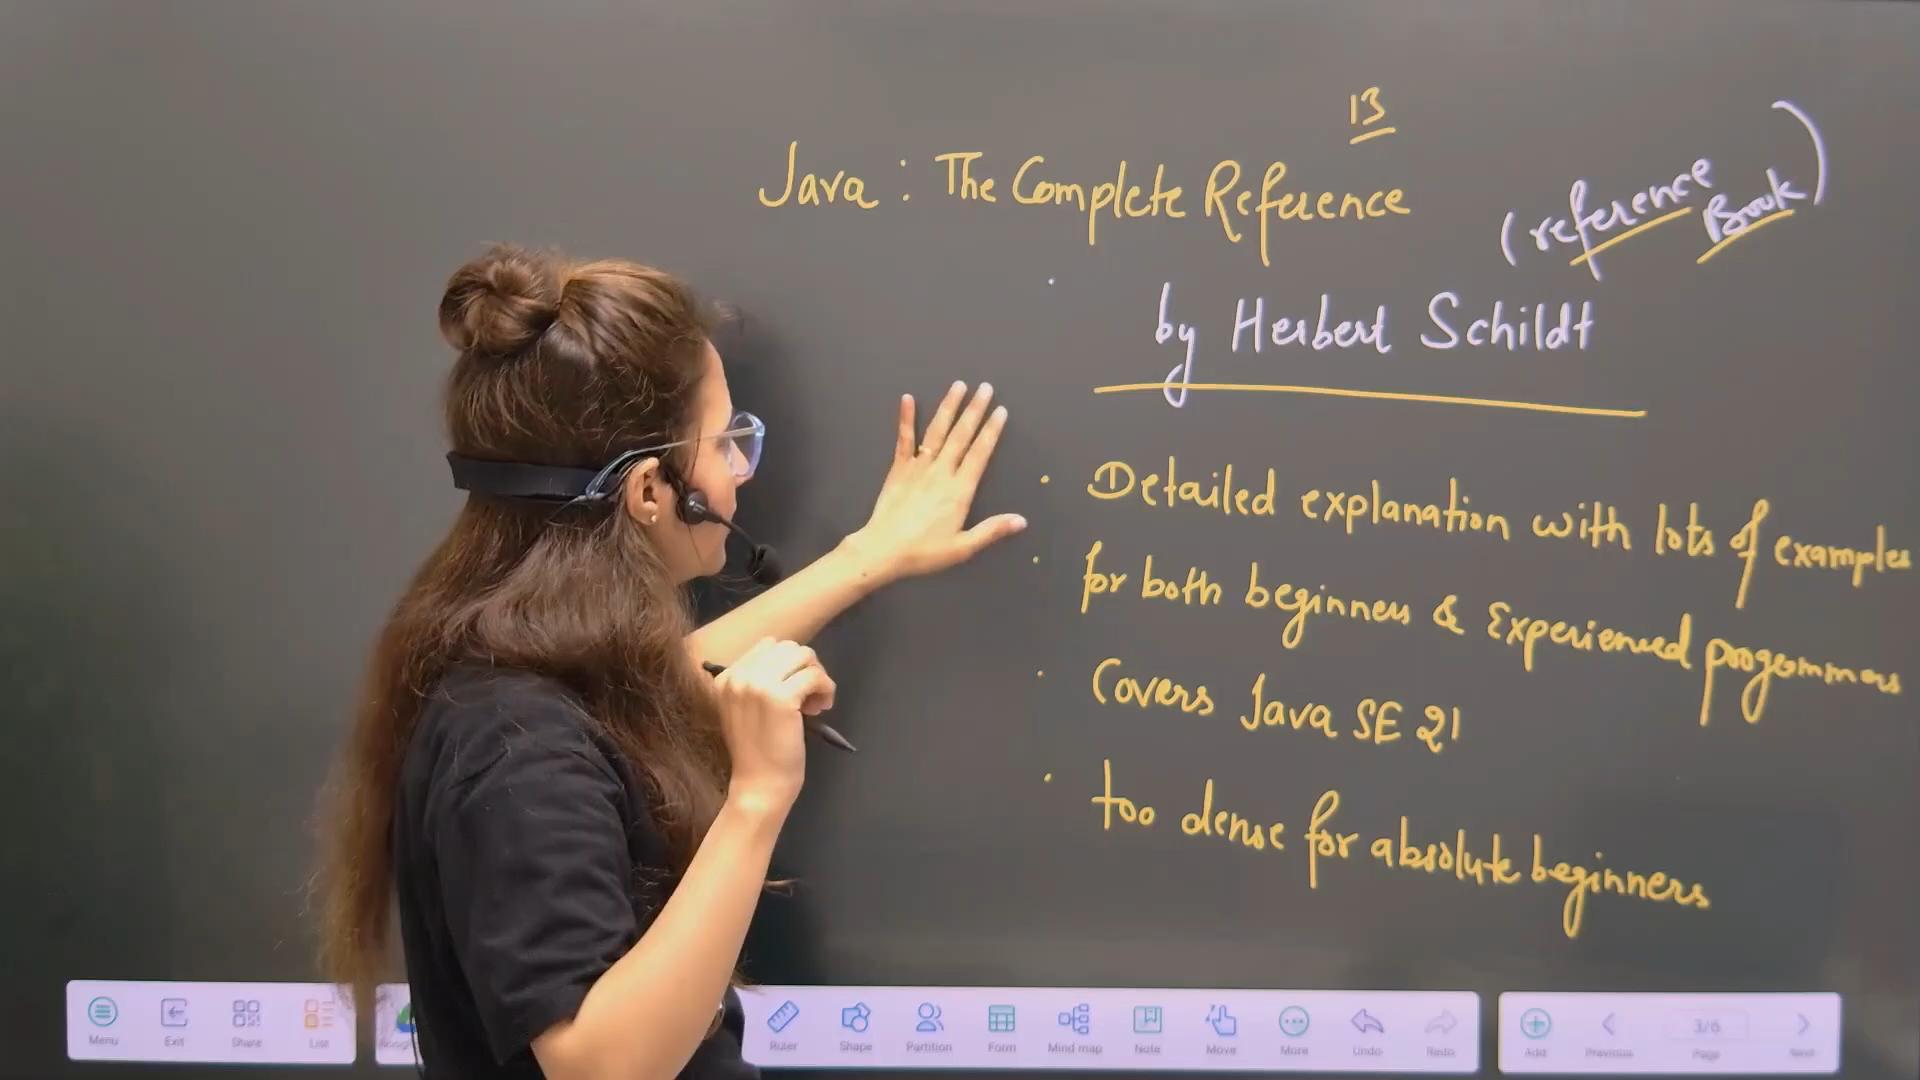 13
Java : The Complete Reference
(reference
Book)
by Herbert Schildt
· Detailed explanation with lots of examples
· for both beginners & Experienced progrmmers
· Covers Java SE 21
· too dense for absolute beginners
Menu
Exit
Share
List
Ruler
Shape
Partition
Form
Mind map
Note
Move
More
Undo
Redo
Add
Previous
3/6
Page
Next